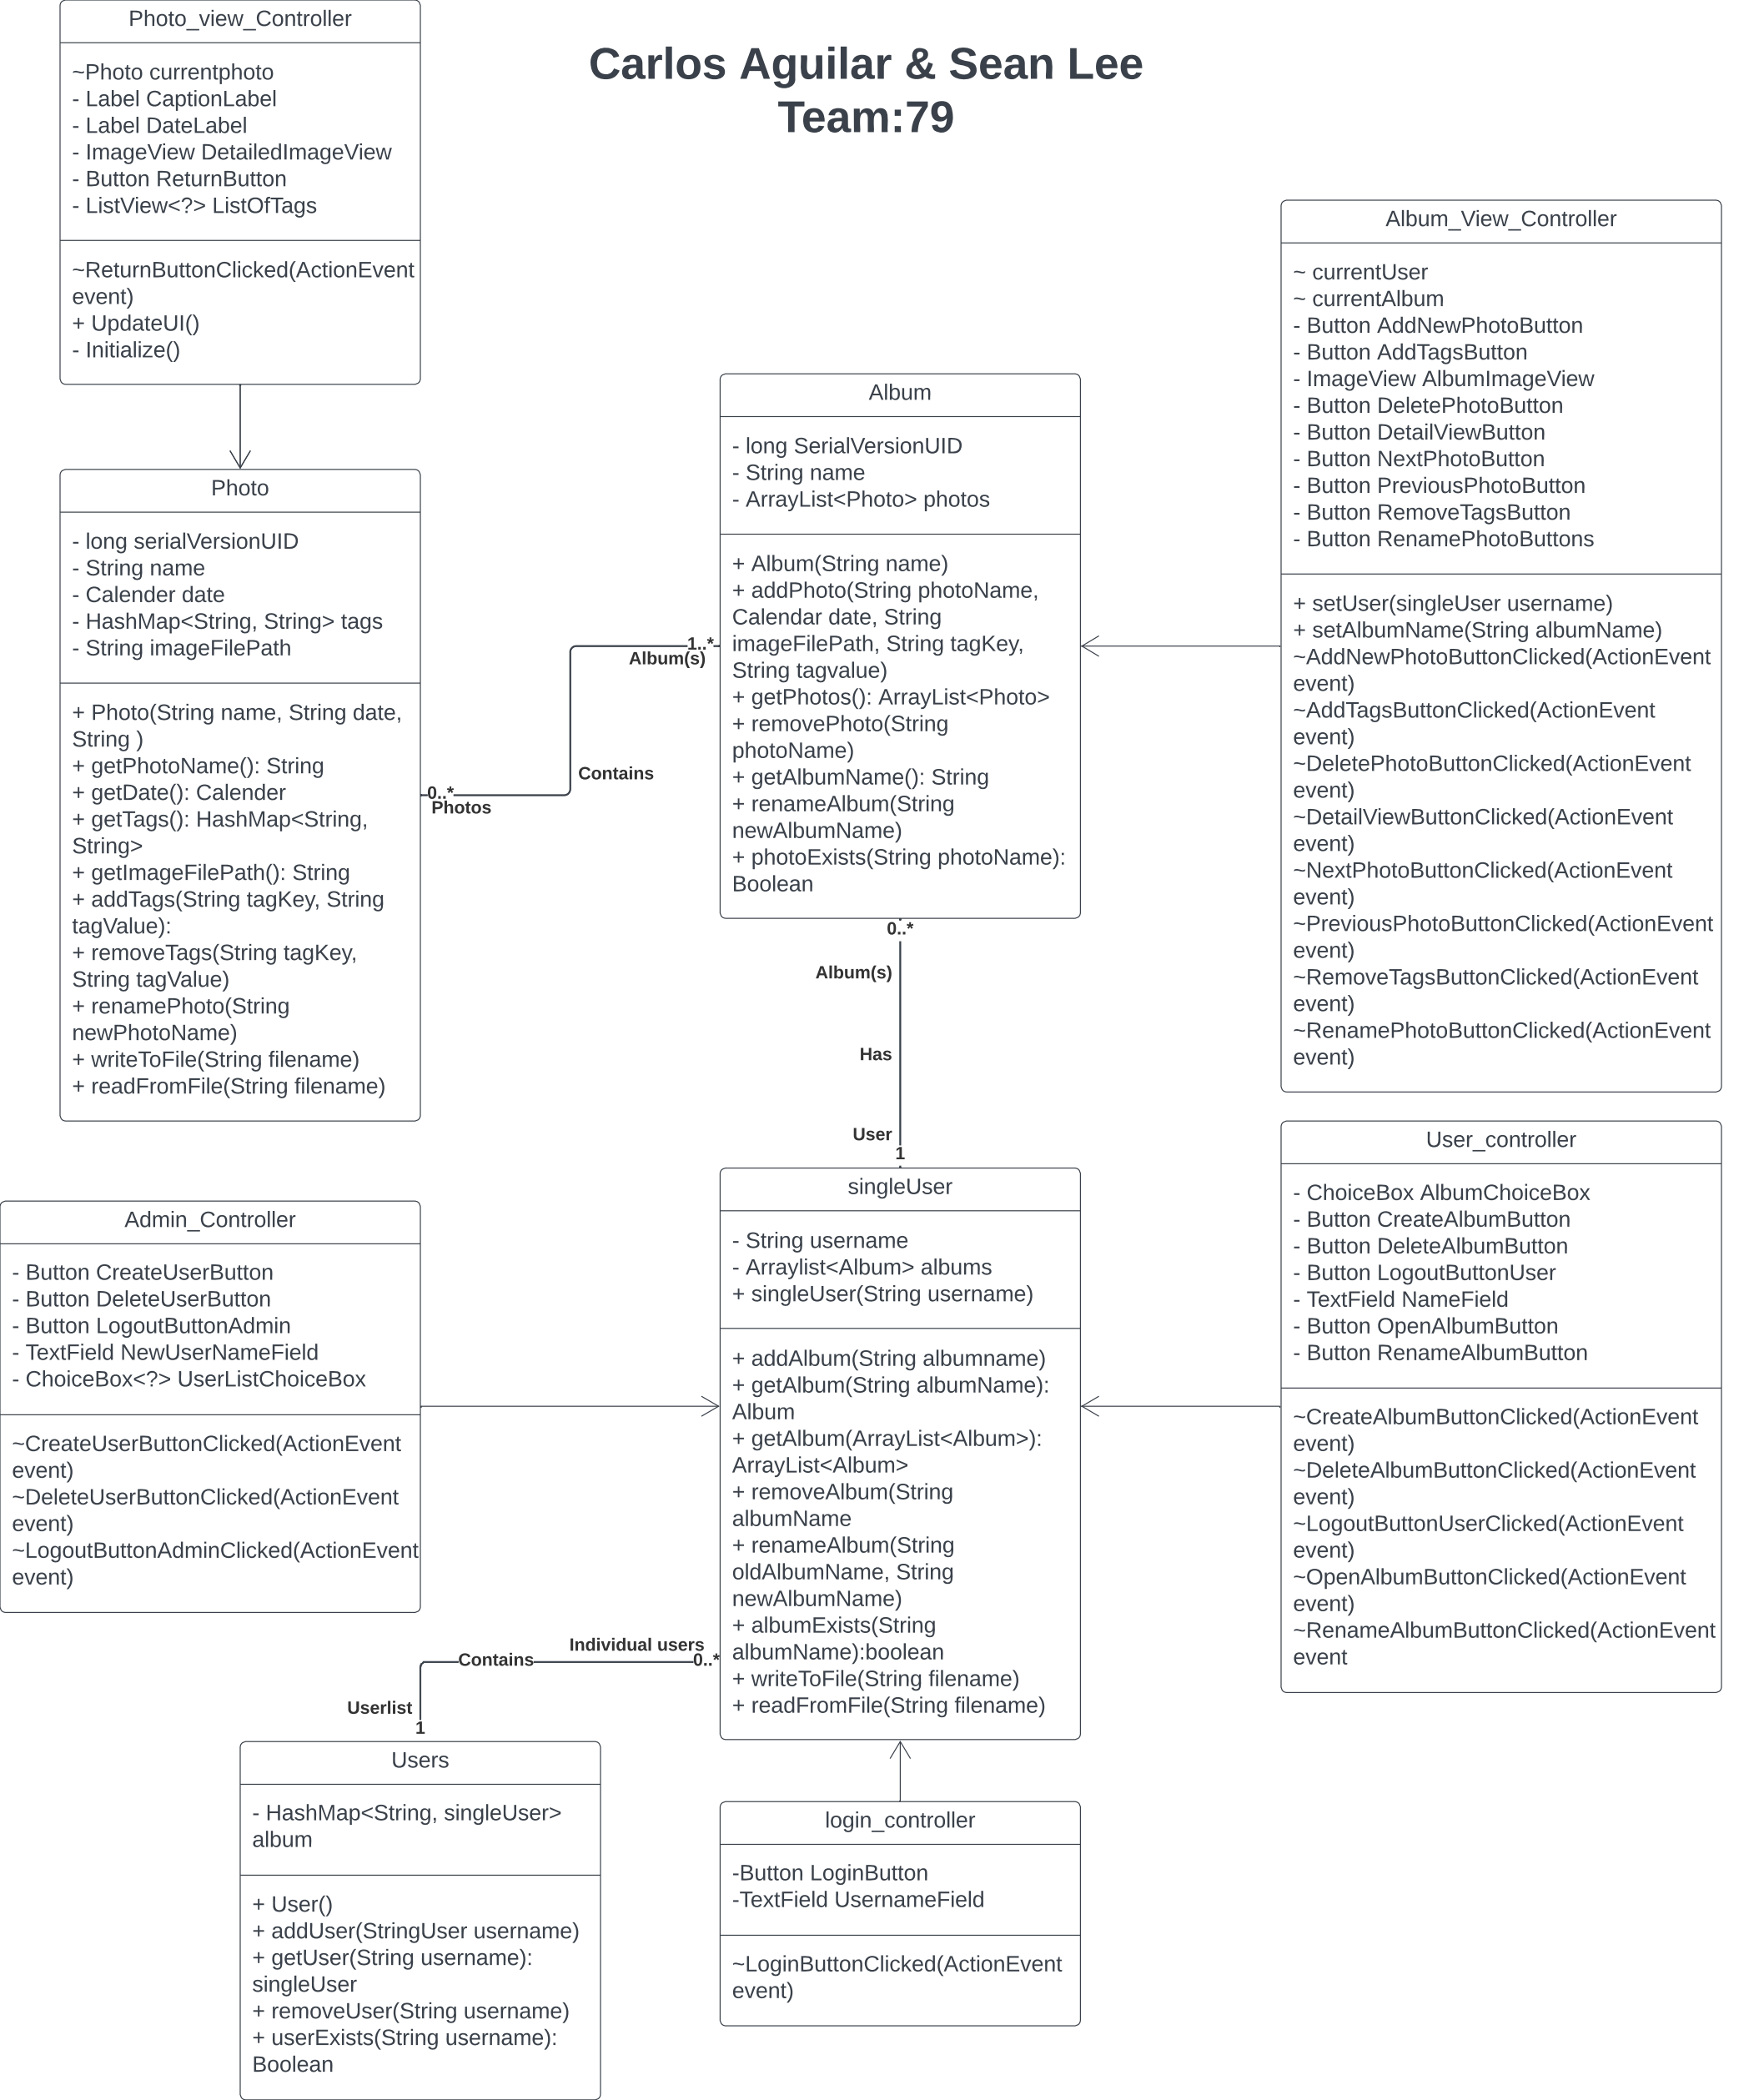 Carlos Aguilar & Sean Lee
Team:79
Photo_view_Controller
~Photo currentphoto
- Label CaptionLabel
- Label DateLabel
- ImageView DetailedImageView
- Button ReturnButton
- ListView<?> ListOfTags
~ReturnButtonClicked(ActionEvent
event)
+ UpdateUI()
- Initialize()
Photo
- long serialVersionUID
- String name
- Calender date
- HashMap<String, String> tags
- String imageFilePath
+ Photo(String name, String date,
String )
+ getPhotoName(): String
+ getDate(): Calender
+ getTags(): HashMap<String,
String>
+ getImageFilePath(): String
+ addTags(String tagKey, String
tagValue):
+ removeTags(String tagKey,
String tagValue)
+ renamePhoto(String
newPhotoName)
+ writeToFile(String filename)
+ readFromFile(String filename)
1..*
Album(s)
Contains
0..*
Photos
Album
- long SerialVersionUID
- String name
- ArrayList<Photo> photos
+ Album(String name)
+ addPhoto(String photoName,
Calendar date, String
imageFilePath, String tagKey,
String tagvalue)
+ getPhotos(): ArrayList<Photo>
+ removePhoto(String
photoName)
+ getAlbumName(): String
+ renameAlbum(String
newAlbumName)
+ photoExists(String photoName):
Boolean
0..*
Album(s)
Has
User
1
Album_View_Controller
~ currentUser
~ currentAlbum
- Button AddNewPhotoButton
- Button AddTagsButton
- ImageView AlbumImageView
- Button DeletePhotoButton
- Button DetailViewButton
- Button NextPhotoButton
- Button PreviousPhotoButton
- Button RemoveTagsButton
- Button RenamePhotoButtons
+ setUser(singleUser username)
+ setAlbumName(String albumName)
~AddNewPhotoButtonClicked(ActionEvent
event)
~AddTagsButtonClicked(ActionEvent
event)
~DeletePhotoButtonClicked(ActionEvent
event)
~DetailViewButtonClicked(ActionEvent
event)
~NextPhotoButtonClicked(ActionEvent
event)
~PreviousPhotoButtonClicked(ActionEvent
event)
~RemoveTagsButtonClicked(ActionEvent
event)
~RenamePhotoButtonClicked(ActionEvent
event)
Admin_Controller
- Button CreateUserButton
- Button DeleteUserButton
- Button LogoutButtonAdmin
- TextField NewUserNameField
- ChoiceBox<?> UserListChoiceBox
~CreateUserButtonClicked(ActionEvent
event)
~DeleteUserButtonClicked(ActionEvent
event)
~LogoutButtonAdminClicked(ActionEvent
event)
singleUser
- String username
- Arraylist<Album> albums
+ singleUser(String username)
+ addAlbum(String albumname)
+ getAlbum(String albumName):
Album
+ getAlbum(ArrayList<Album>):
ArrayList<Album>
+ removeAlbum(String
albumName
+ renameAlbum(String
oldAlbumName, String
newAlbumName)
+ albumExists(String
albumName):boolean
+ writeToFile(String filename)
+ readFromFile(String filename)
User_controller
- ChoiceBox AlbumChoiceBox
- Button CreateAlbumButton
- Button DeleteAlbumButton
- Button LogoutButtonUser
- TextField NameField
- Button OpenAlbumButton
- Button RenameAlbumButton
~CreateAlbumButtonClicked(ActionEvent
event)
~DeleteAlbumButtonClicked(ActionEvent
event)
~LogoutButtonUserClicked(ActionEvent
event)
~OpenAlbumButtonClicked(ActionEvent
event)
~RenameAlbumButtonClicked(ActionEvent
event
Individual users
Contains
0..*
Userlist
1
Users
- HashMap<String, singleUser>
album
+ User()
+ addUser(StringUser username)
+ getUser(String username):
singleUser
+ removeUser(String username)
+ userExists(String username):
Boolean
login_controller
-Button LoginButton
-TextField UsernameField
~LoginButtonClicked(ActionEvent
event)